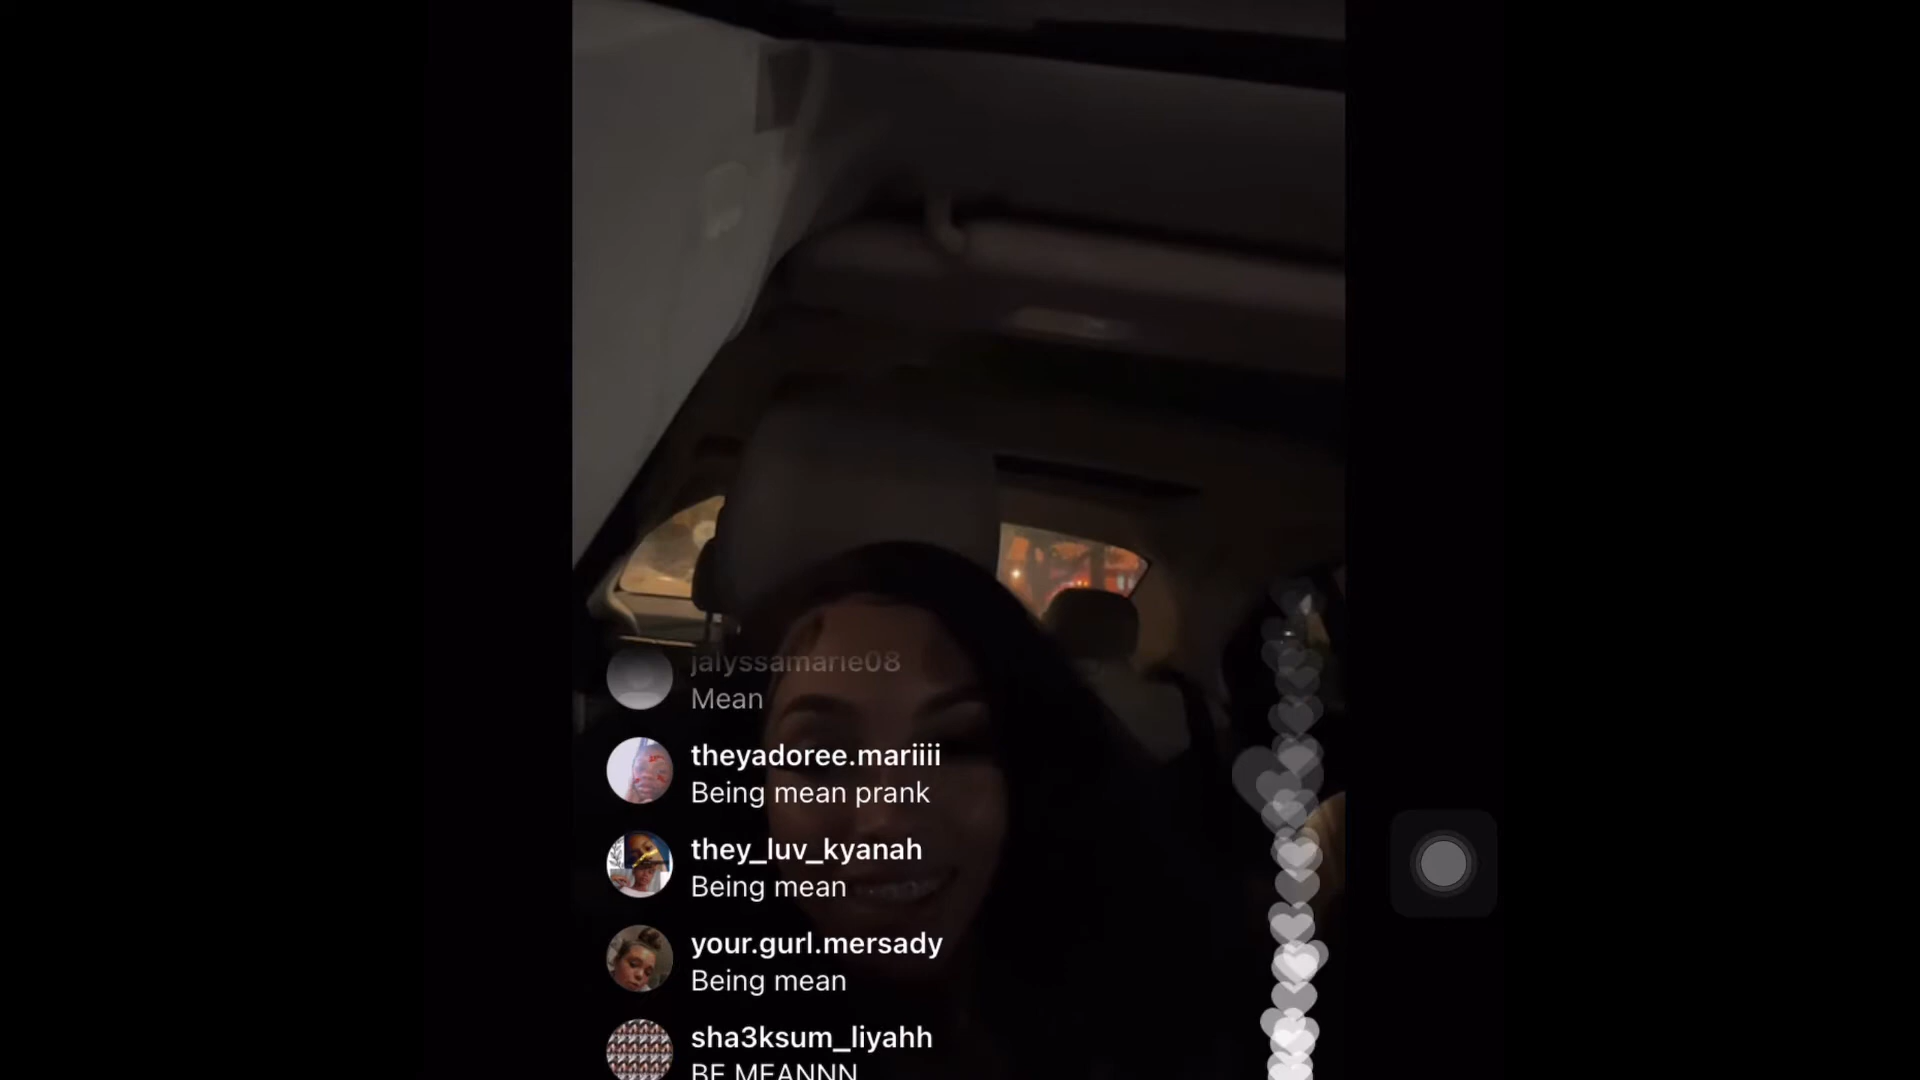 jalyssamarie08
Mean
theyadoree.mariiii
Being mean prank
they_luv_kyanah
Being mean
your.gurl.mersady
Being mean
sha3ksum_liyahh
BE MEANNN